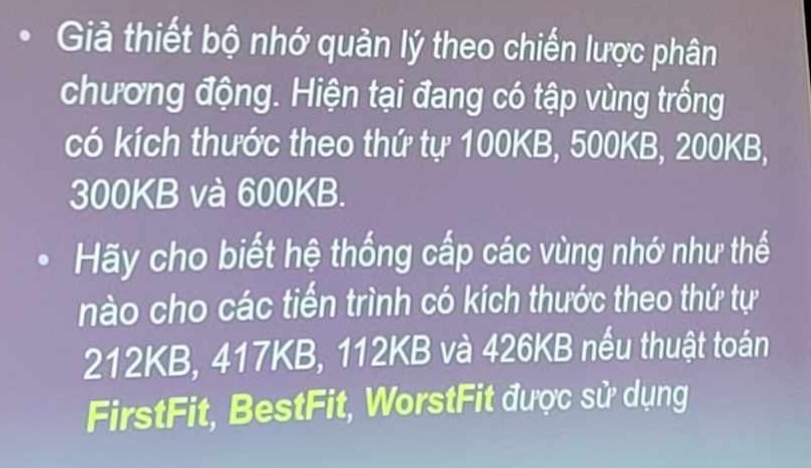 • Giả thiết bộ nhớ quản lý theo chiến lược phân
chương động. Hiện tại đang có tập vùng trống
có kích thước theo thứ tự 100KB, 500KB, 200KB,
300KB và 600KB.
• Hãy cho biết hệ thống cấp các vùng nhớ như thế
nào cho các tiến trình có kích thước theo thứ tự
212KB, 417KB, 112KB và 426KB nếu thuật toán
FirstFit, BestFit, WorstFit được sử dụng